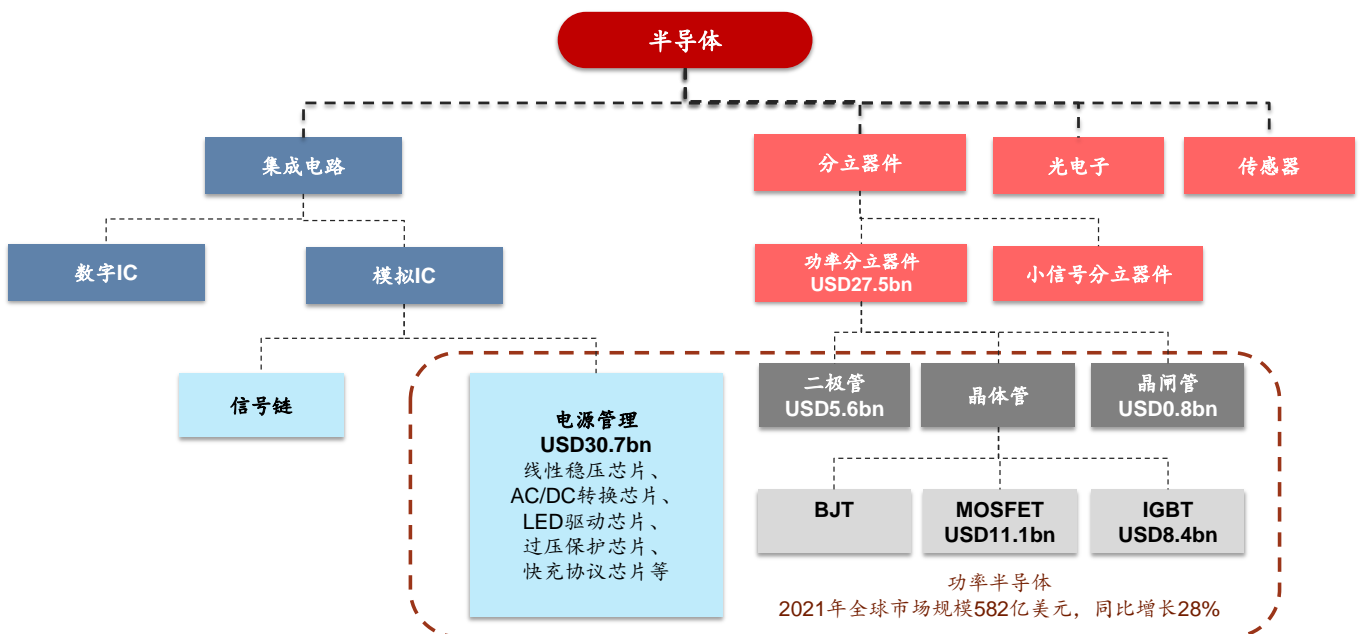 半导体
集成电路
分立器件
光电子
传感器
数字IC
模拟IC
功率分立器件
USD27.5bn
小信号分立器件
信号链
电源管理
USD30.7bn
线性稳压芯片、
AC/DC转换芯片、
LED驱动芯片、
过压保护芯片、
快充协议芯片等
二极管
USD5.6bn
晶体管
晶闸管
USD0.8bn
BJT
MOSFET
USD11.1bn
IGBT
USD8.4bn
功率半导体
2021年全球市场规模582亿美元，同比增长28%